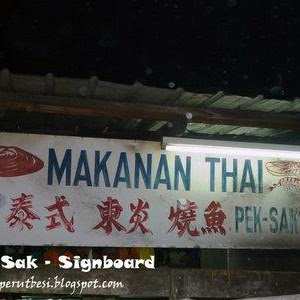 MAKANAN THAI
泰式 東炎 燒魚 PEK-SAK
Sak - Signboard
perutbesi.blogspot.com